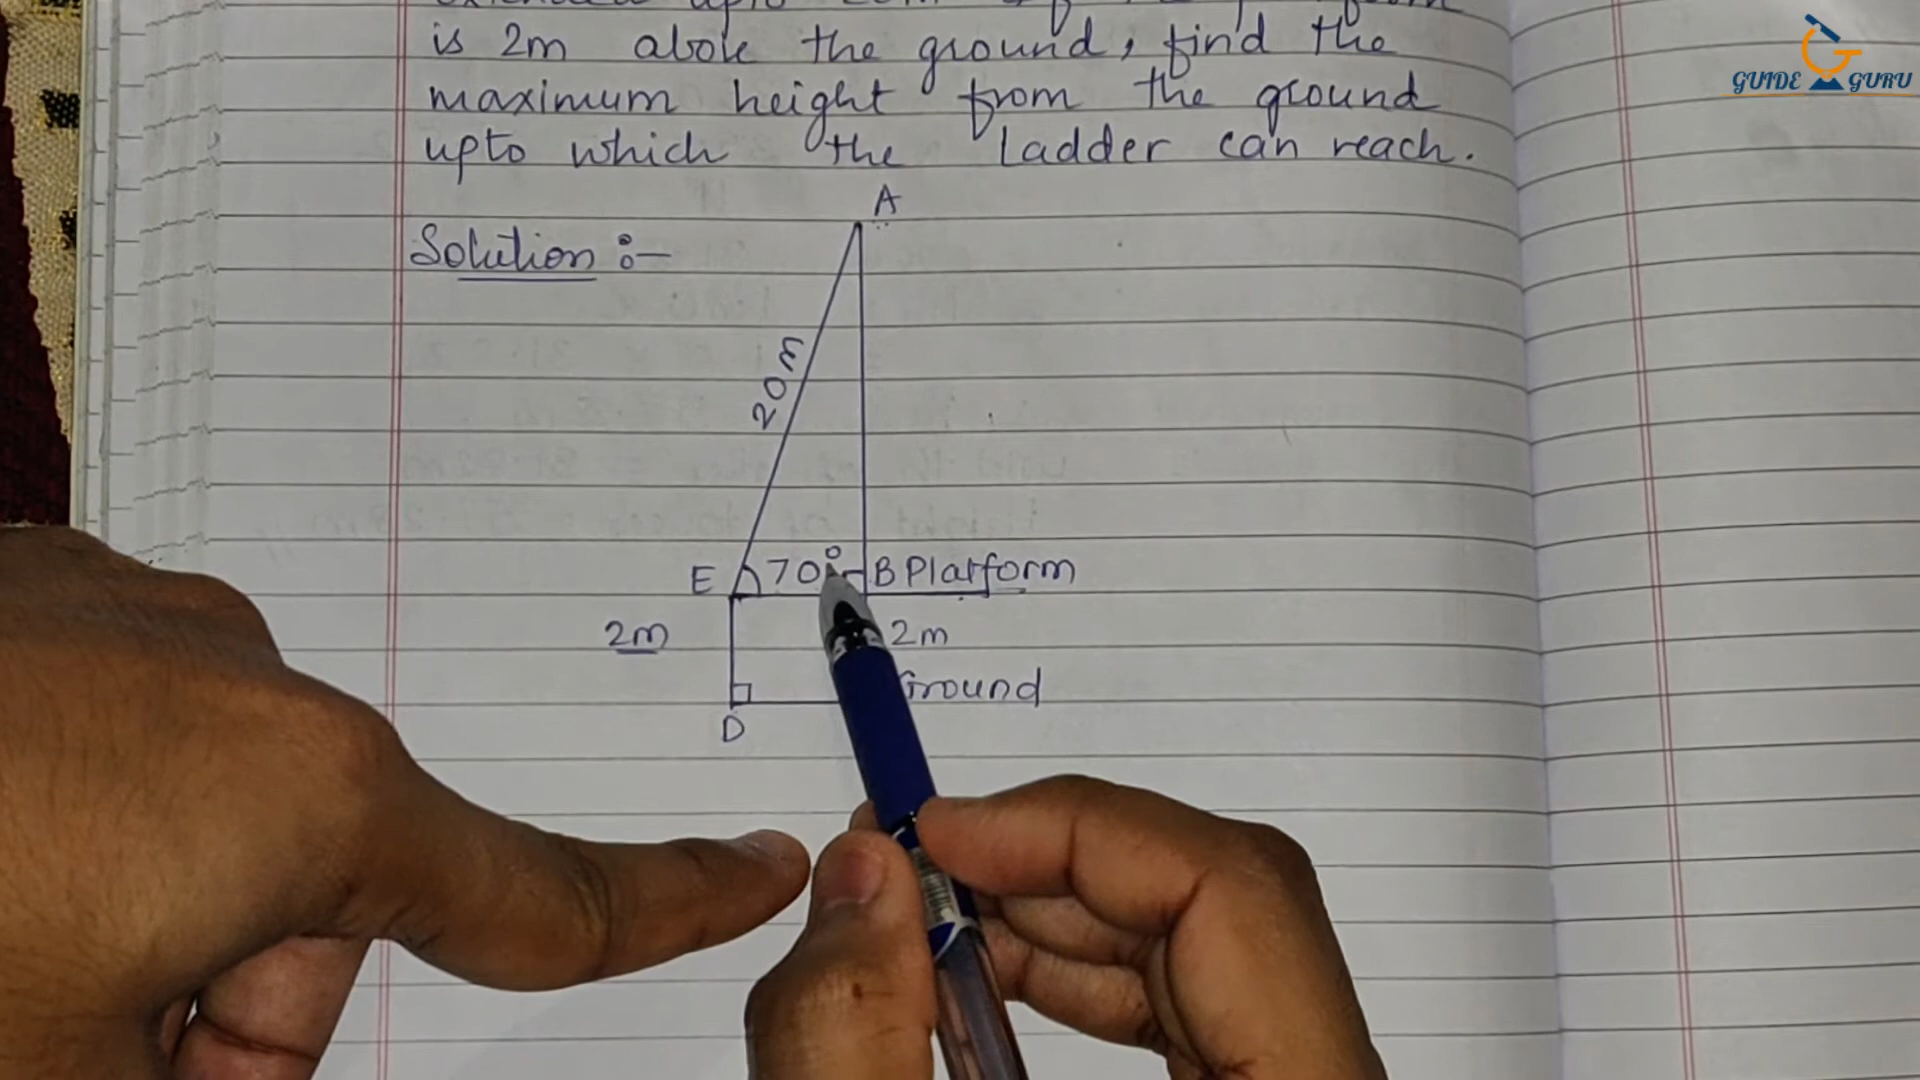 is 2m above the ground, find the
maximum height from the ground
upto which the ladder can reach.
Solution :-
A
20m
E 70° B Platform
2m 2m
Ground
D
GUIDE GURU